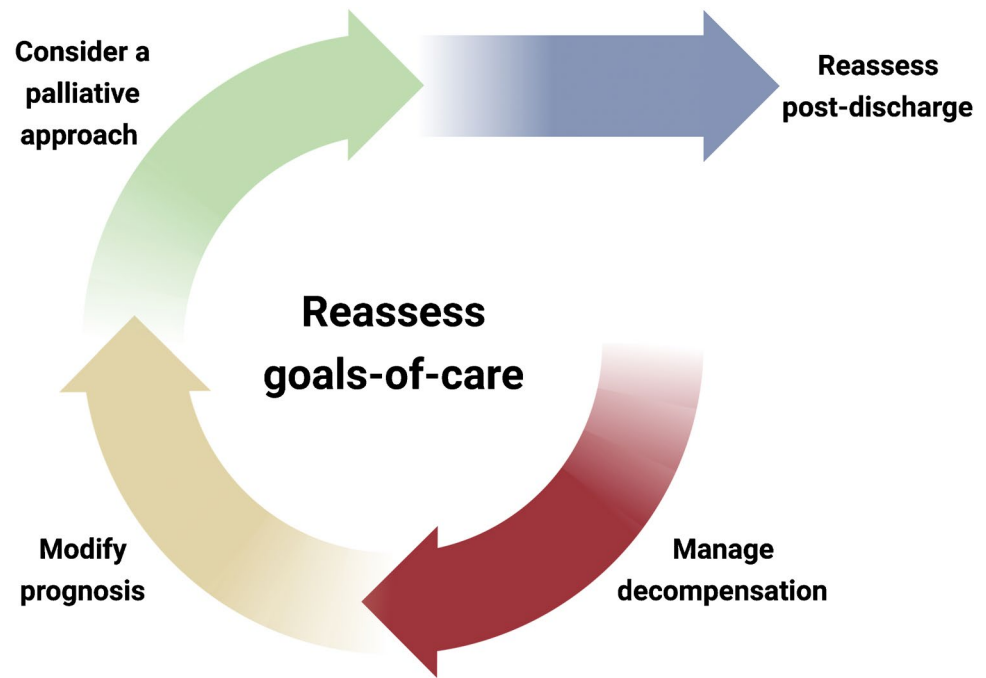 Consider a
palliative
approach
Reassess
post-discharge
Reassess
goals-of-care
Modify
prognosis
Manage
decompensation